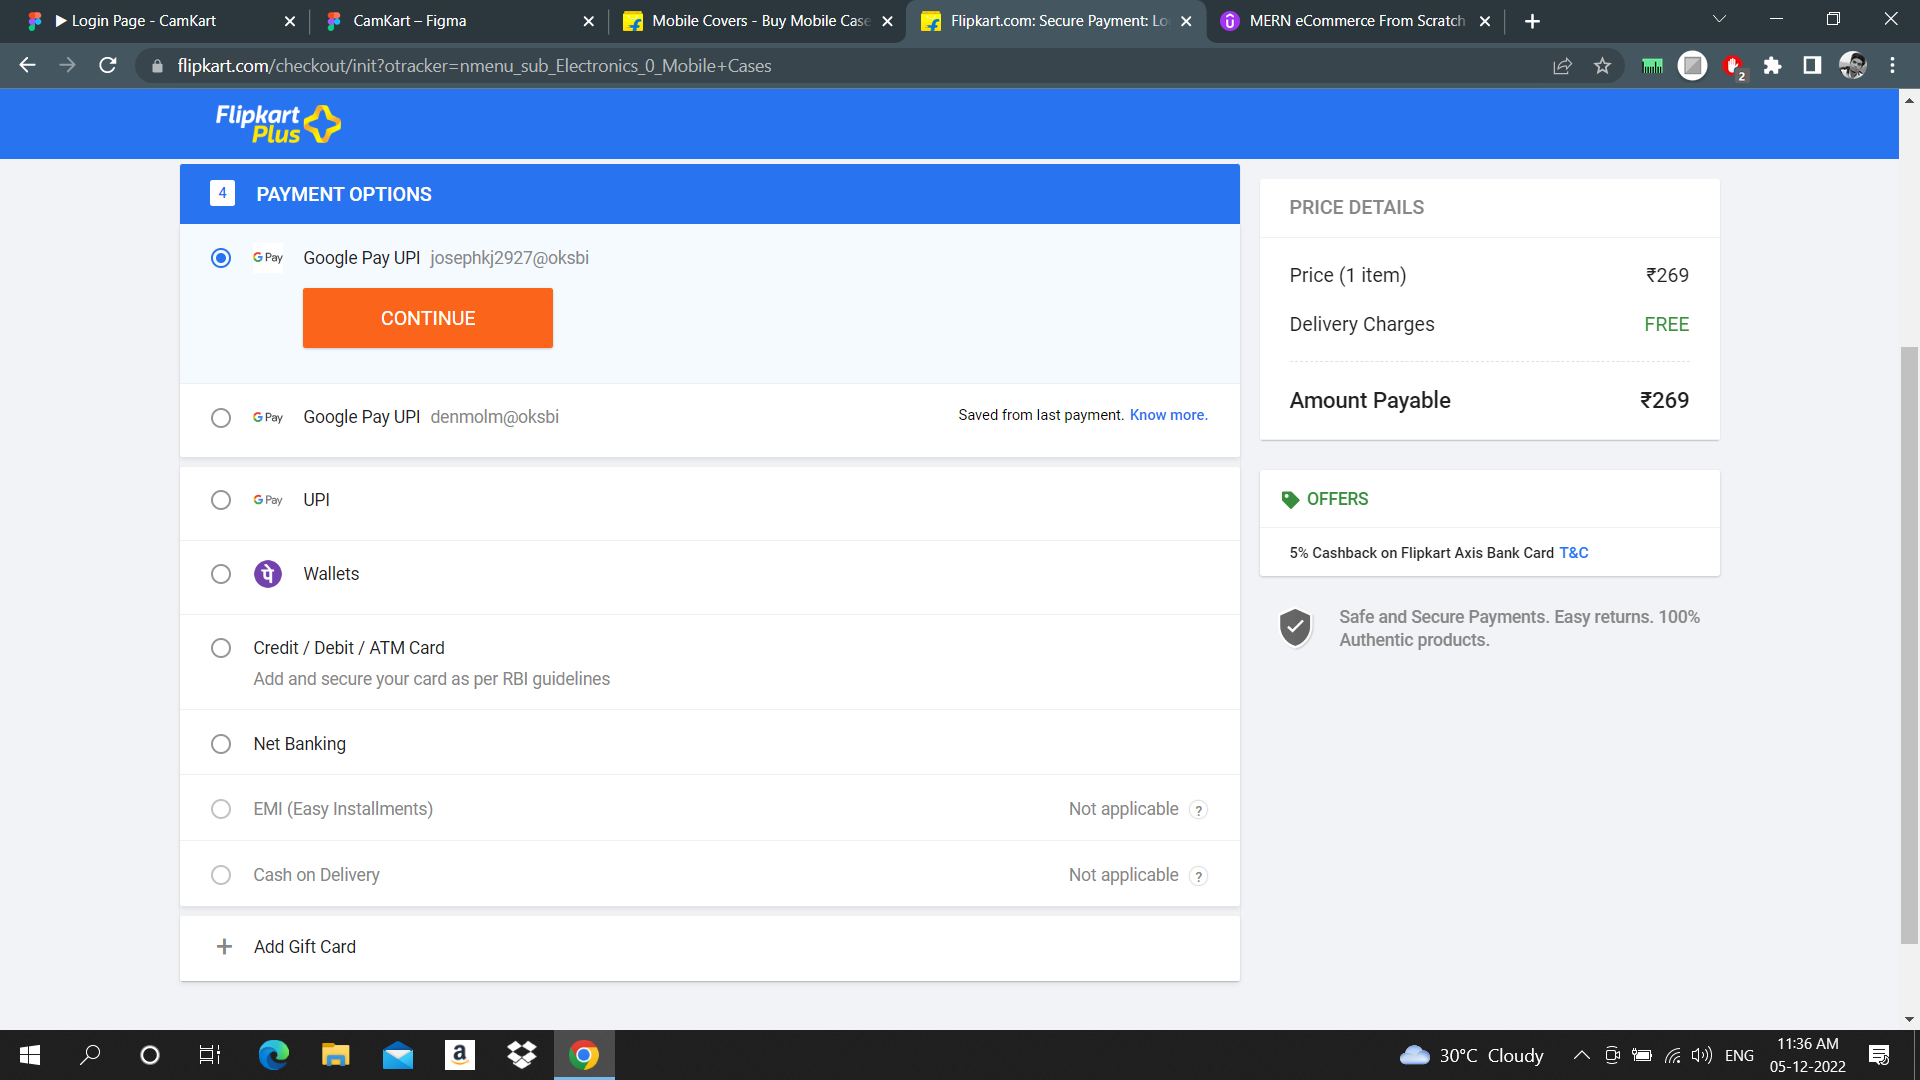 Login Page - CamKart
CamKart – Figma
Mobile Covers - Buy Mobile Case
Flipkart.com: Secure Payment: Lo
MERN eCommerce From Scratch
flipkart.com/checkout/init?otracker=nmenu_sub_Electronics_0_Mobile+Cases
2
Flipkart
Plus
4 PAYMENT OPTIONS
G Pay Google Pay UPI josephkj2927@oksbi
CONTINUE
G Pay Google Pay UPI denmolm@oksbi Saved from last payment. Know more.
G Pay UPI
पे Wallets
Credit / Debit / ATM Card
Add and secure your card as per RBI guidelines
Net Banking
EMI (Easy Installments) Not applicable ?
Cash on Delivery Not applicable ?
+ Add Gift Card
PRICE DETAILS
Price (1 item) ₹269
Delivery Charges FREE
Amount Payable ₹269
OFFERS
5% Cashback on Flipkart Axis Bank Card T&C
Safe and Secure Payments. Easy returns. 100%
Authentic products.
a
30°C Cloudy
ENG
11:36 AM
05-12-2022